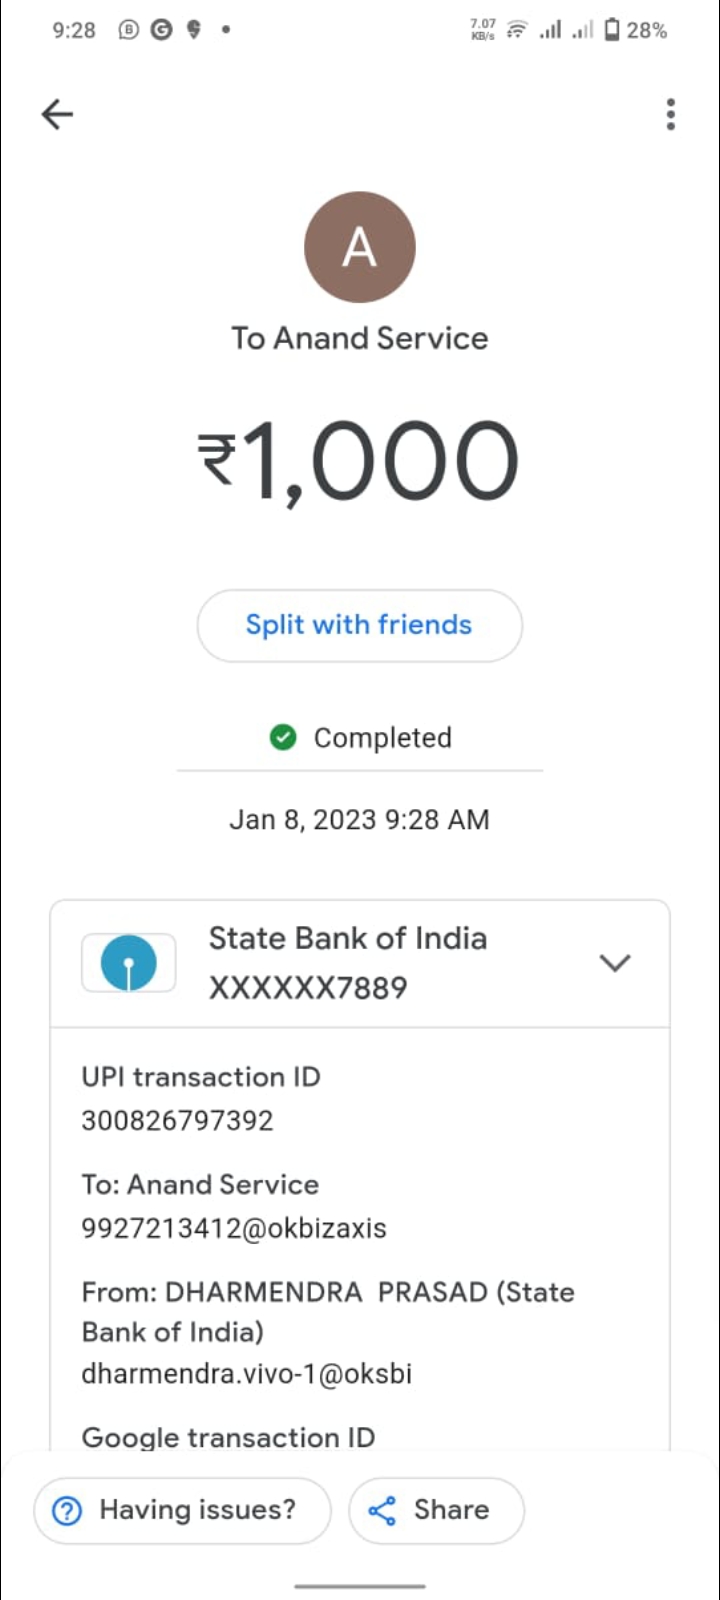 9:28
7.07
KB/s
28%
A
To Anand Service
₹1,000
Split with friends
Completed
Jan 8, 2023 9:28 AM
State Bank of India
XXXXXX7889
UPI transaction ID
300826797392
To: Anand Service
9927213412@okbizaxis
From: DHARMENDRA  PRASAD (State
Bank of India)
dharmendra.vivo-1@oksbi
Google transaction ID
Having issues?
Share